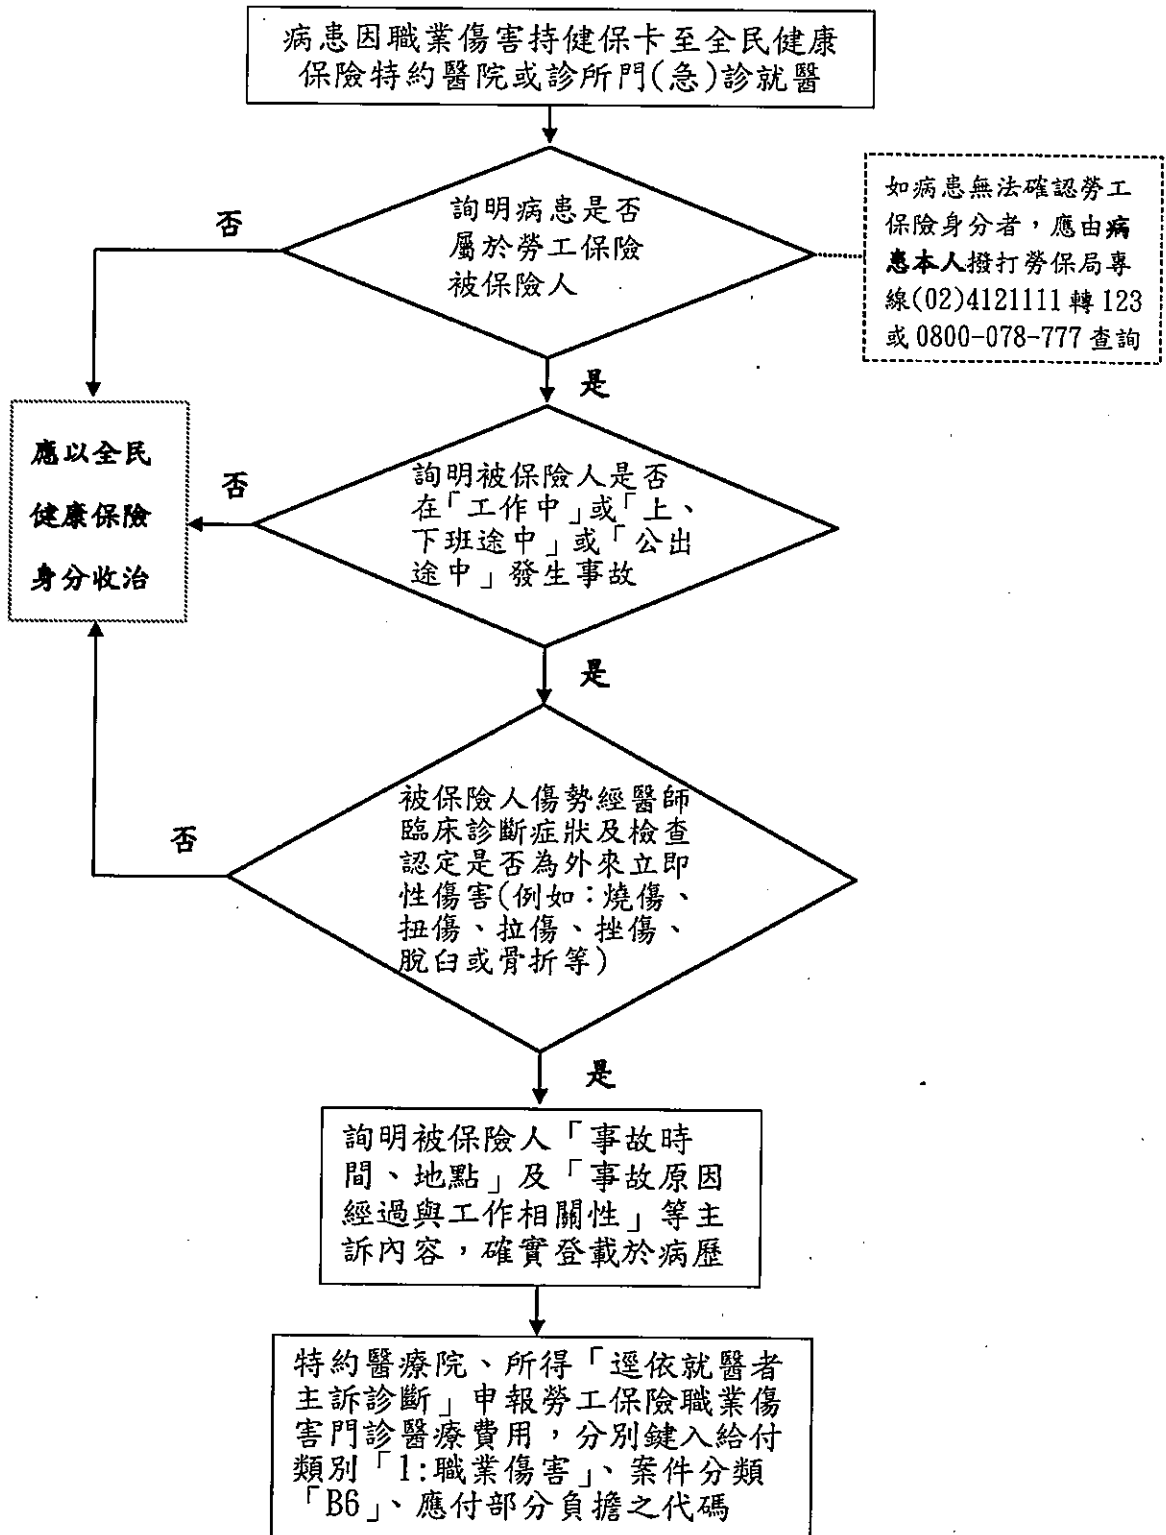 病患因職業傷害持健保卡至全民健康
保險特約醫院或診所門(急)診就醫
詢明病患是否
屬於勞工保險
被保險人
如病患無法確認勞工
保險身分者，應由病
患本人撥打勞保局專
線(02)4121111轉123
或0800-078-777查詢
否
是
應以全民
健康保險
身分收治
否
詢明被保險人是否
在「工作中」或「上、
下班途中」或「公出
途中」發生事故
是
否
被保險人傷勢經醫師
臨床診斷症狀及檢查
認定是否為外來立即
性傷害(例如：燒傷、
扭傷、拉傷、挫傷、
脫臼或骨折等)
是
詢明被保險人「事故時
間、地點」及「事故原因
經過與工作相關性」等主
訴內容，確實登載於病歷
特約醫療院、所得「逕依就醫者
主訴診斷」申報勞工保險職業傷
害門診醫療費用，分別鍵入給付
類別「1:職業傷害」、案件分類
「B6」、應付部分負擔之代碼